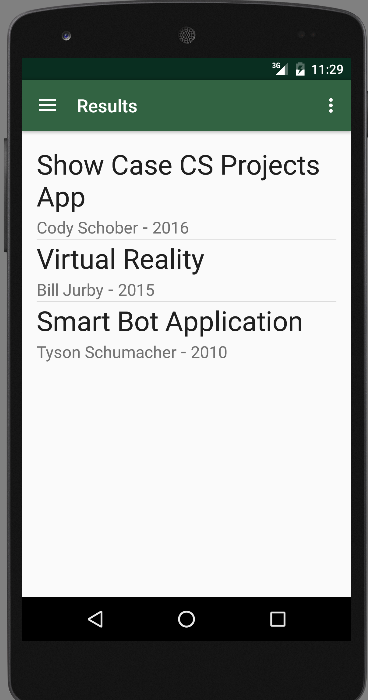 3G 11:29
Results
Show Case CS Projects
App
Cody Schober - 2016
Virtual Reality
Bill Jurby - 2015
Smart Bot Application
Tyson Schumacher - 2010